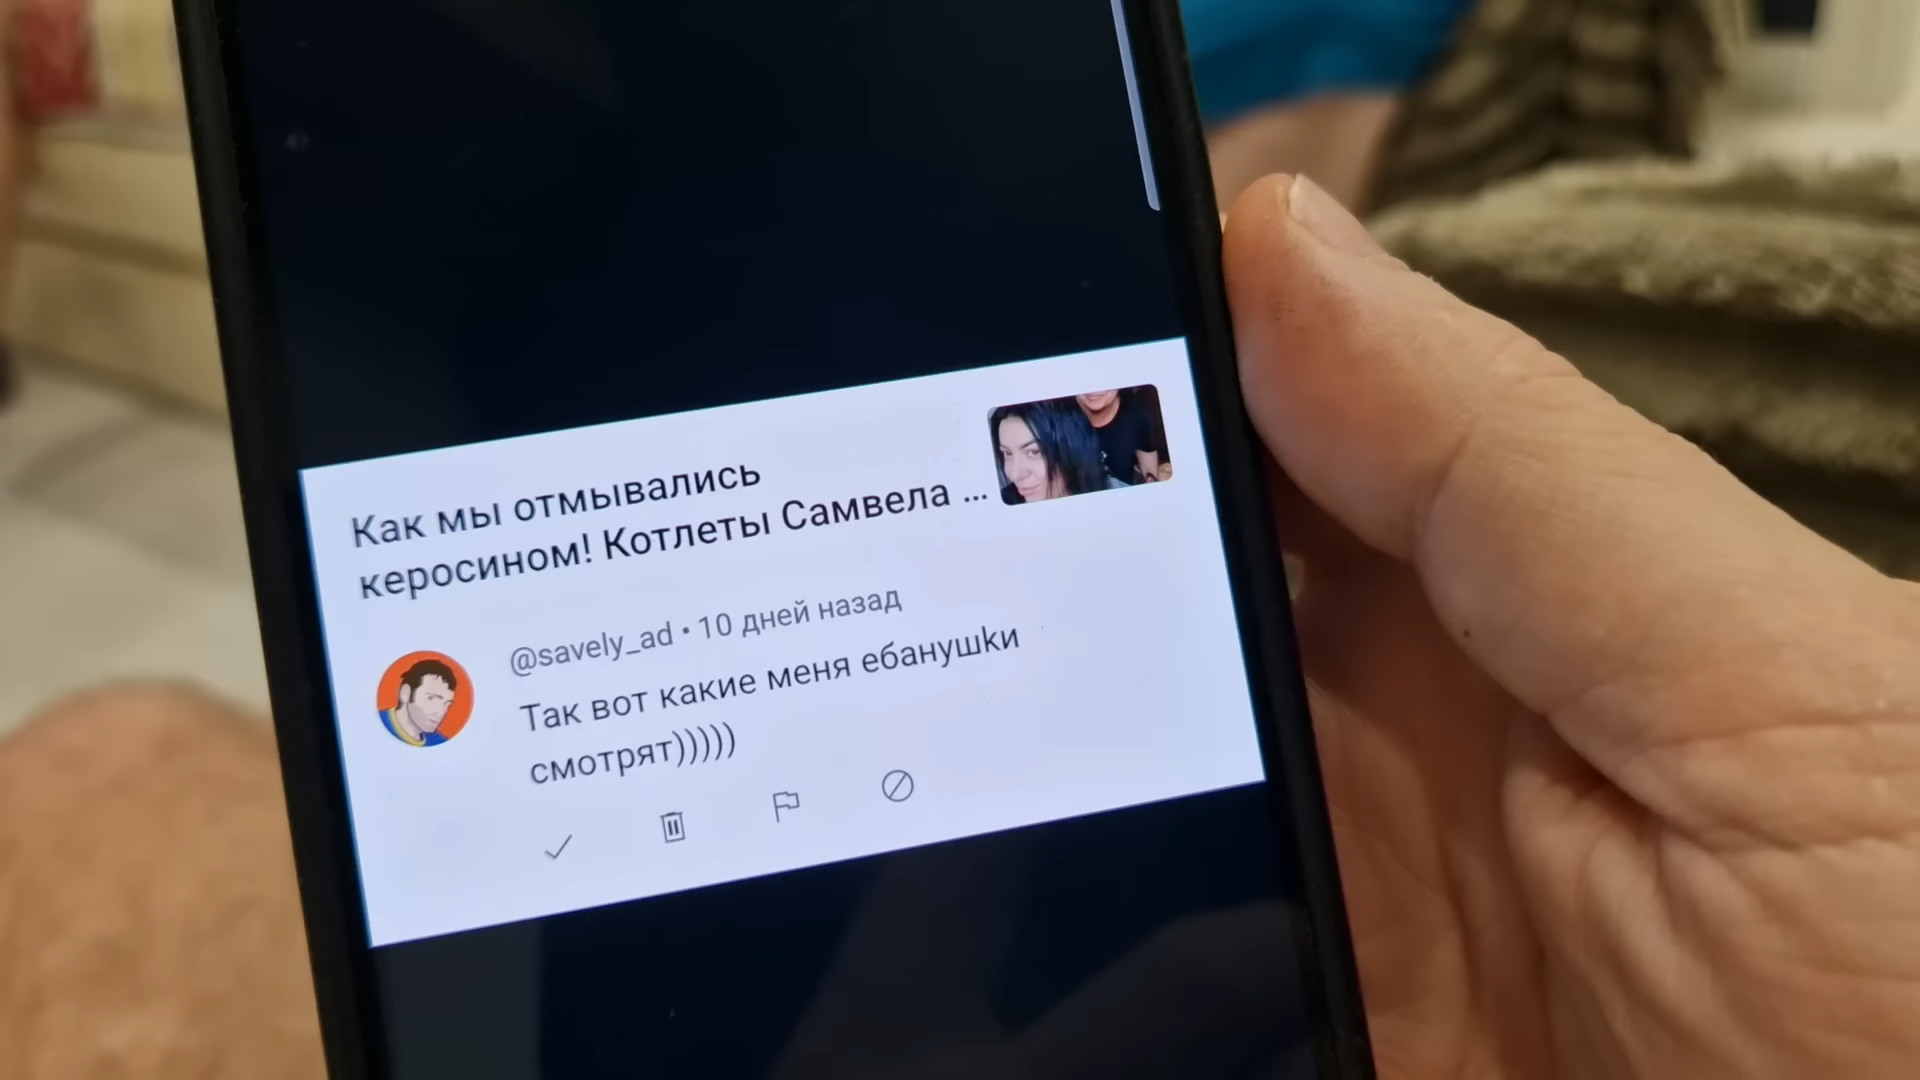 Как мы отмывались
керосином! Котлеты Самвела ...
@savely_ad • 10 дней назад
Так вот какие меня ебанушки
смотрят)))))